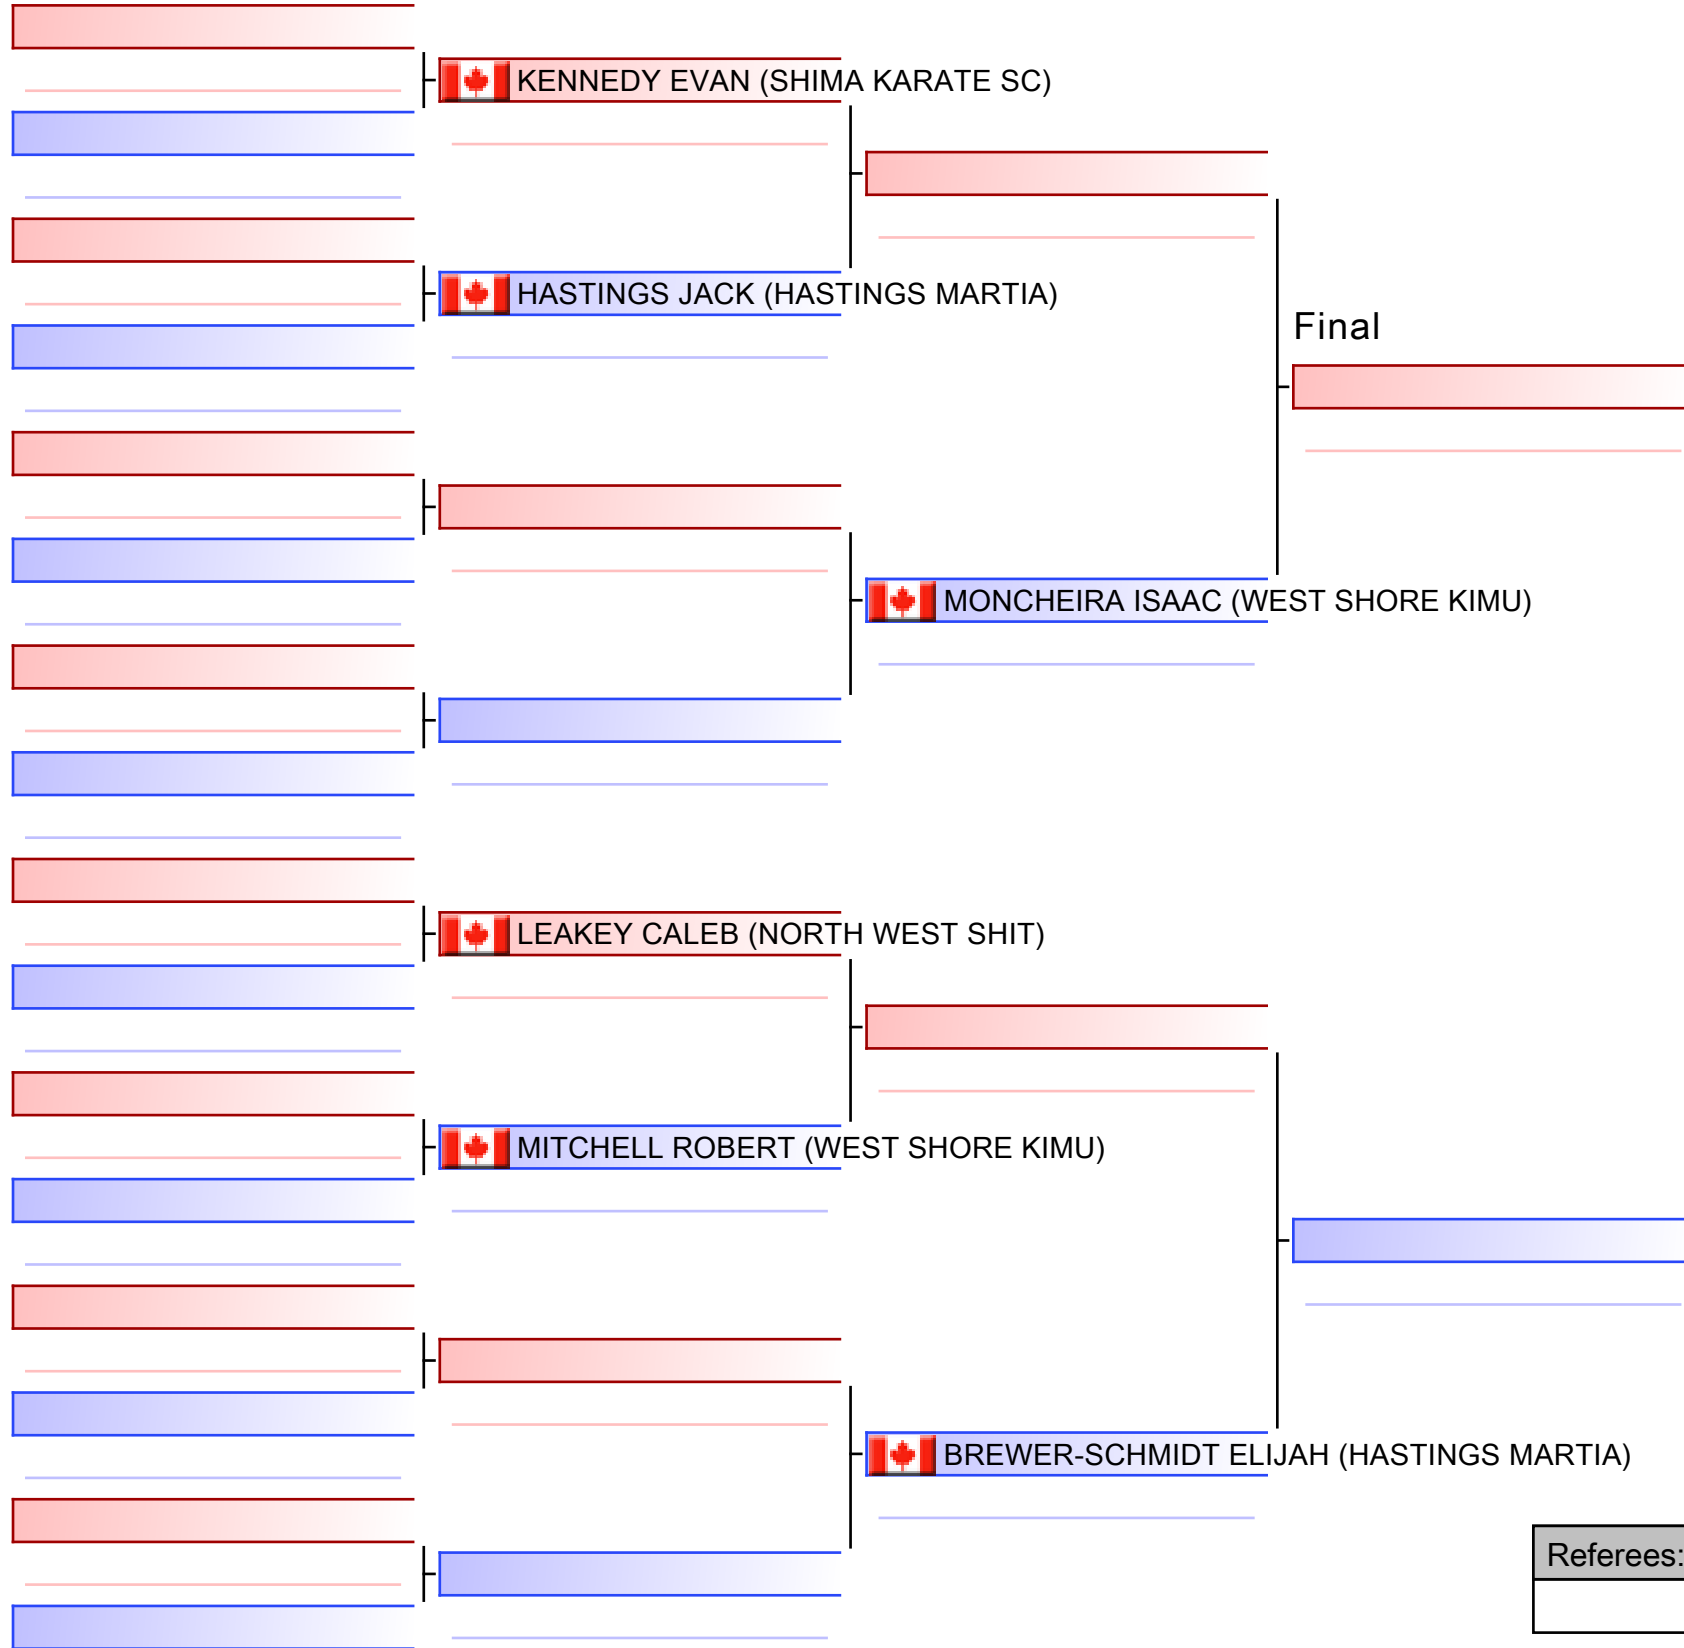 KENNEDY EVAN (SHIMA KARATE SC)
HASTINGS JACK (HASTINGS MARTIA)
Final
MONCHEIRA ISAAC (WEST SHORE KIMU)
LEAKEY CALEB (NORTH WEST SHIT)
MITCHELL ROBERT (WEST SHORE KIMU)
BREWER-SCHMIDT ELIJAH (HASTINGS MARTIA)
Referees: